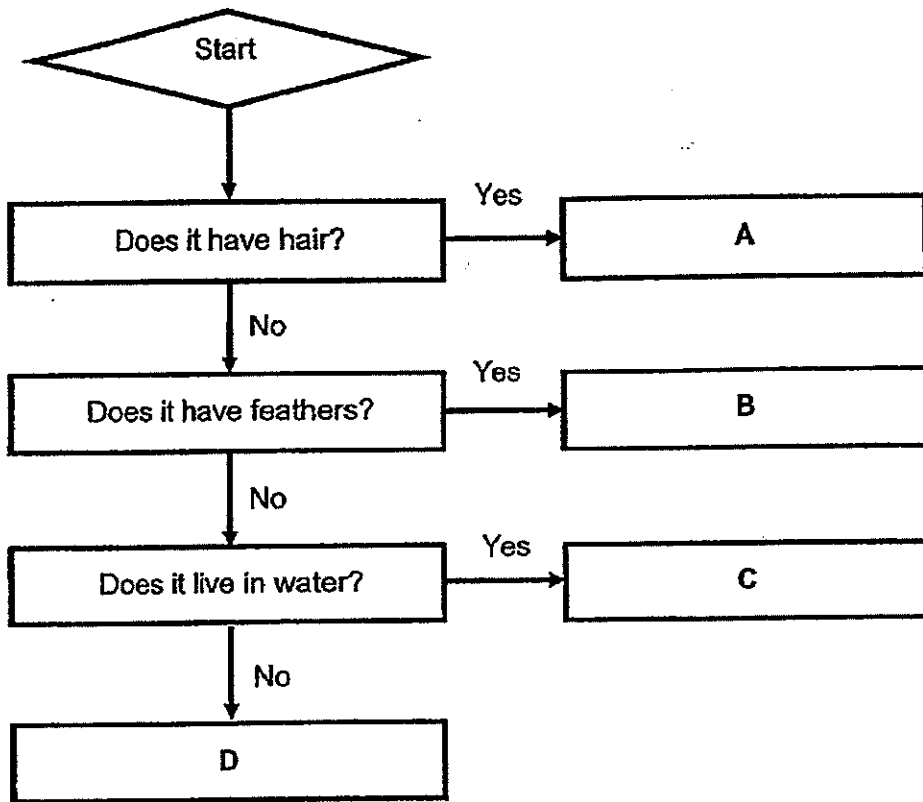 Start
Does it have hair?
Yes
A
No
Does it have feathers?
Yes
B
No
Does it live in water?
Yes
C
No
D